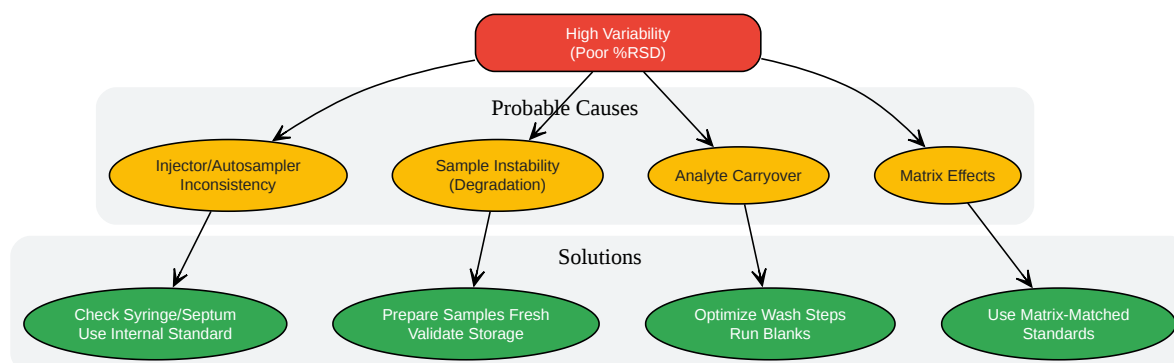 High Variability
(Poor %RSD)
Probable Causes
Injector/Autosampler
Inconsistency
Sample Instability
(Degradation)
Analyte Carryover
Matrix Effects
Solutions
Check Syringe/Septum
Use Internal Standard
Prepare Samples Fresh
Validate Storage
Optimize Wash Steps
Run Blanks
Use Matrix-Matched
Standards